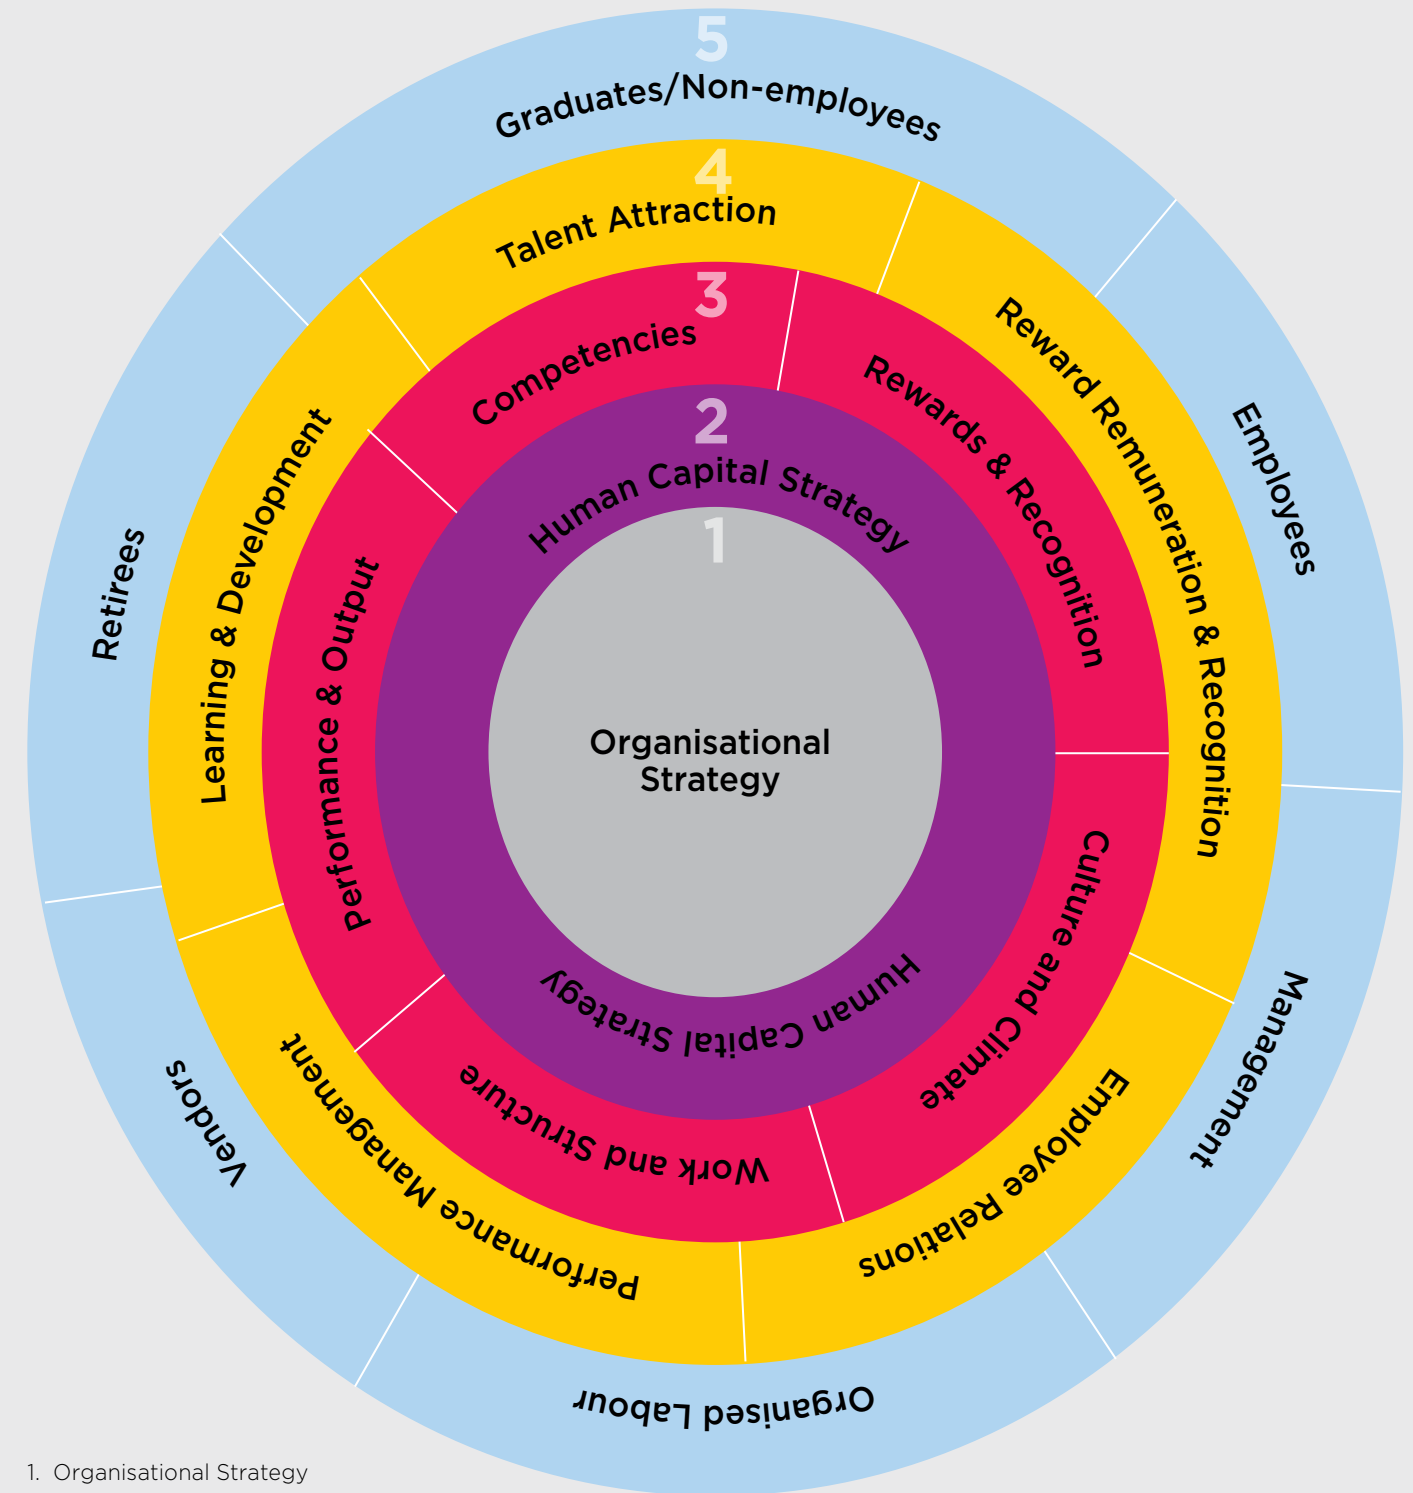 5
Graduates/Non-employees
4
Talent Attraction
3
Competencies
Rewards & Recognition
Reward Remuneration & Recognition
Employees
2
Human Capital Strategy
1
Organisational
Strategy
Retirees
Learning & Development
Performance & Output
Culture and Climate
Management
Human Capital Strategy
Work and Structure
Employee Relations
Performance Management
Vendors
Organised Labour
1. Organisational Strategy